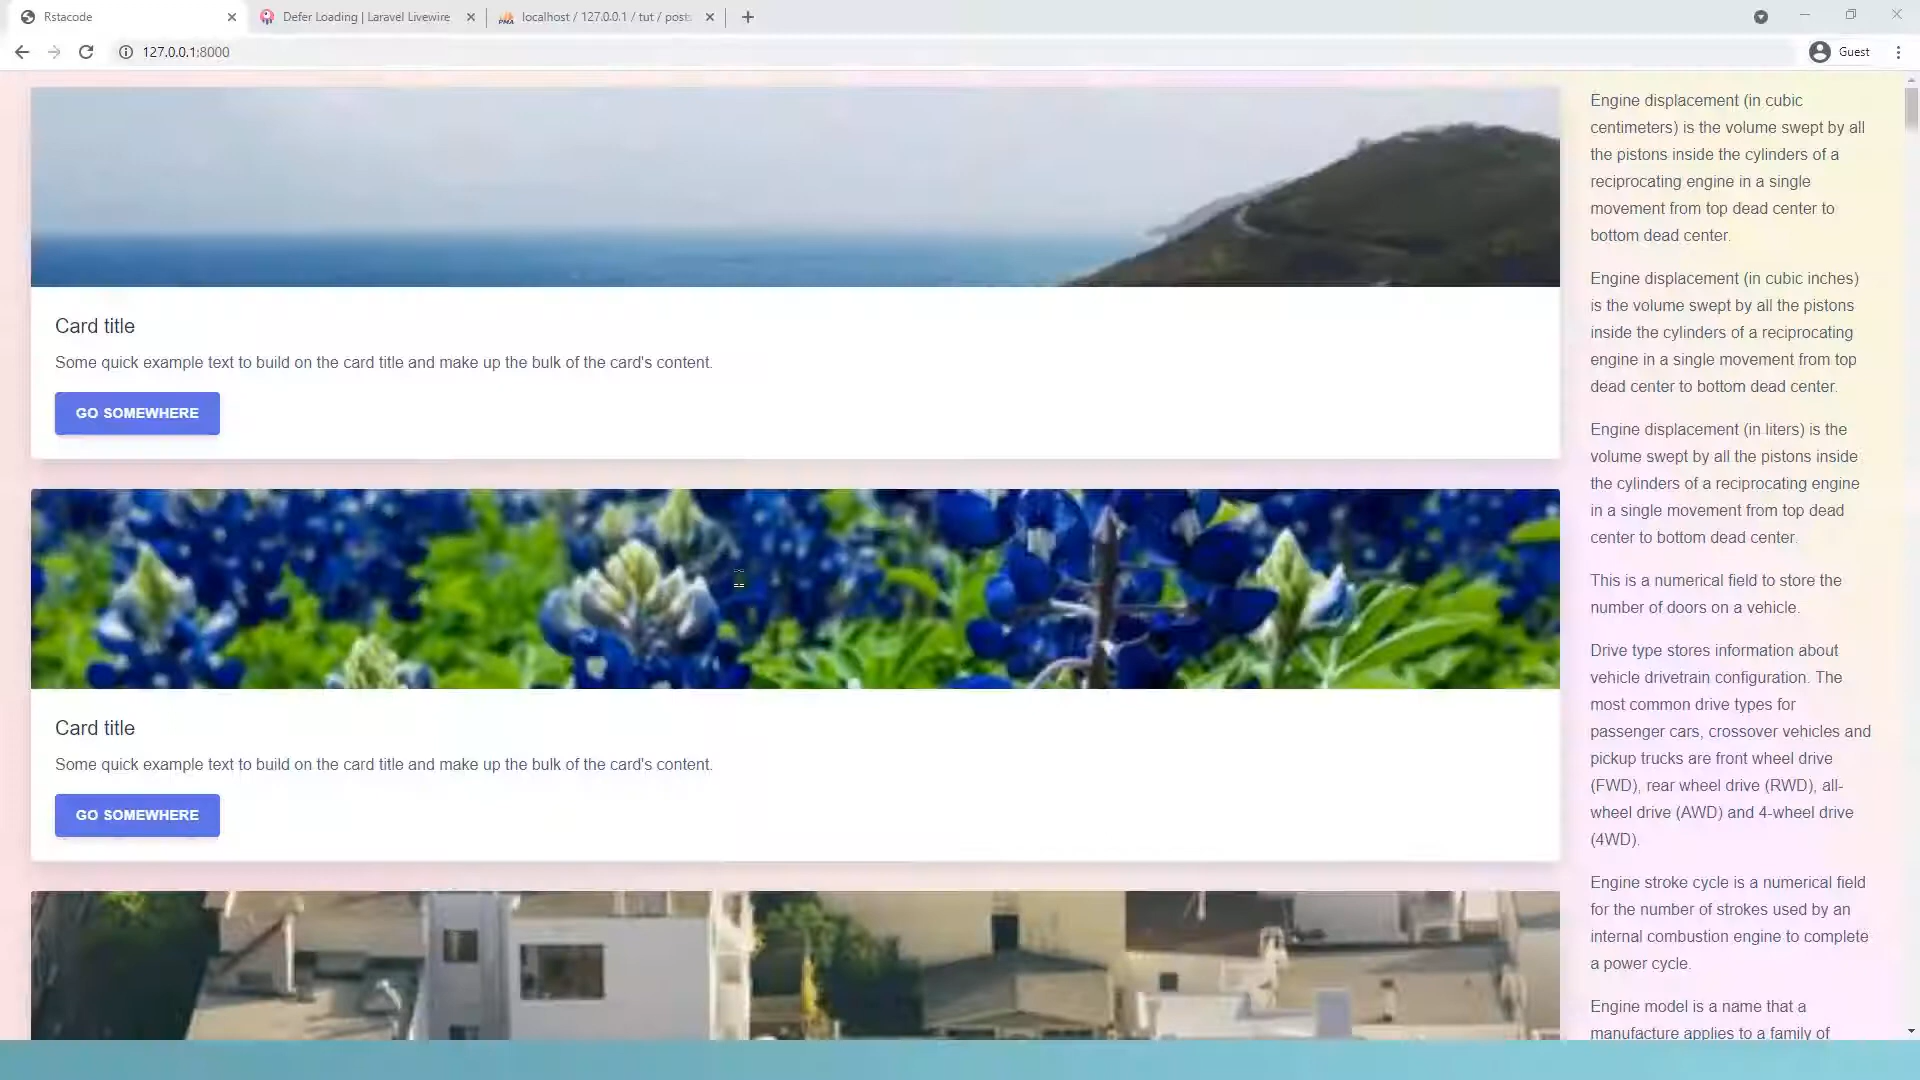 Rstacode
Defer Loading | Laravel Livewire
localhost / 127.0.0.1 / tut / posts
127.0.0.1:8000
Guest
Card title
Some quick example text to build on the card title and make up the bulk of the card's content.
GO SOMEWHERE
Card title
Some quick example text to build on the card title and make up the bulk of the card's content.
GO SOMEWHERE
Engine displacement (in cubic
centimeters) is the volume swept by all
the pistons inside the cylinders of a
reciprocating engine in a single
movement from top dead center to
bottom dead center.
Engine displacement (in cubic inches)
is the volume swept by all the pistons
inside the cylinders of a reciprocating
engine in a single movement from top
dead center to bottom dead center.
Engine displacement (in liters) is the
volume swept by all the pistons inside
the cylinders of a reciprocating engine
in a single movement from top dead
center to bottom dead center.
This is a numerical field to store the
number of doors on a vehicle.
Drive type stores information about
vehicle drivetrain configuration. The
most common drive types for
passenger cars, crossover vehicles and
pickup trucks are front wheel drive
(FWD), rear wheel drive (RWD), all-
wheel drive (AWD) and 4-wheel drive
(4WD).
Engine stroke cycle is a numerical field
for the number of strokes used by an
internal combustion engine to complete
a power cycle.
Engine model is a name that a
manufacture applies to a family of